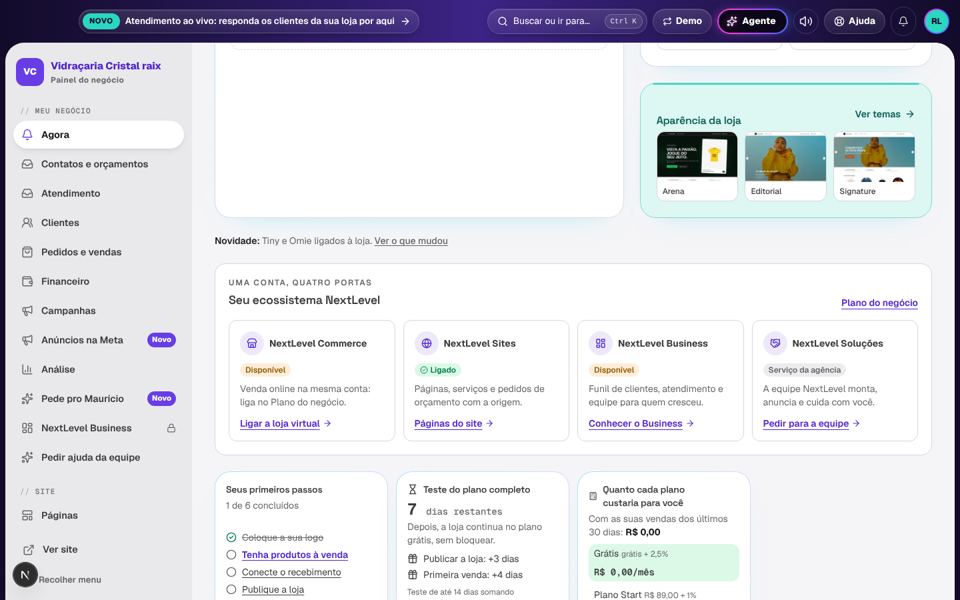 NOVO Atendimento ao vivo: responda os clientes da sua loja por aqui →
Buscar ou ir para... Ctrl K
Demo
Agente
Ajuda
RL
VC
Vidraçaria Cristal raix
Painel do negócio
// MEU NEGÓCIO
Agora
Contatos e orçamentos
Atendimento
Clientes
Pedidos e vendas
Financeiro
Campanhas
Anúncios na Meta Novo
Análise
Pede pro Maurício Novo
NextLevel Business
Pedir ajuda da equipe
// SITE
Páginas
Ver site
N
Recolher menu
Aparência da loja
Ver temas →
Arena
Editorial
Signature
Novidade: Tiny e Omie ligados à loja. Ver o que mudou
UMA CONTA, QUATRO PORTAS
Seu ecossistema NextLevel
Plano do negócio
NextLevel Commerce
Disponível
Venda online na mesma conta:
liga no Plano do negócio.
Ligar a loja virtual →
NextLevel Sites
Ligado
Páginas, serviços e pedidos de
orçamento com a origem.
Páginas do site →
NextLevel Business
Disponível
Funil de clientes, atendimento e
equipe para quem cresceu.
Conhecer o Business →
NextLevel Soluções
Serviço da agência
A equipe NextLevel monta,
anuncia e cuida com você.
Pedir para a equipe →
Seus primeiros passos
1 de 6 concluídos
Coloque a sua logo
Tenha produtos à venda
Conecte o recebimento
Publique a loja
Teste do plano completo
7 dias restantes
Depois, a loja continua no plano
grátis, sem bloquear.
Publicar a loja: +3 dias
Primeira venda: +4 dias
Teste de até 14 dias somando
Quanto cada plano
custaria para você
Com as suas vendas dos últimos
30 dias: R$ 0,00
Grátis grátis + 2,5%
R$ 0,00/mês
Plano Start R$ 89,00 + 1%